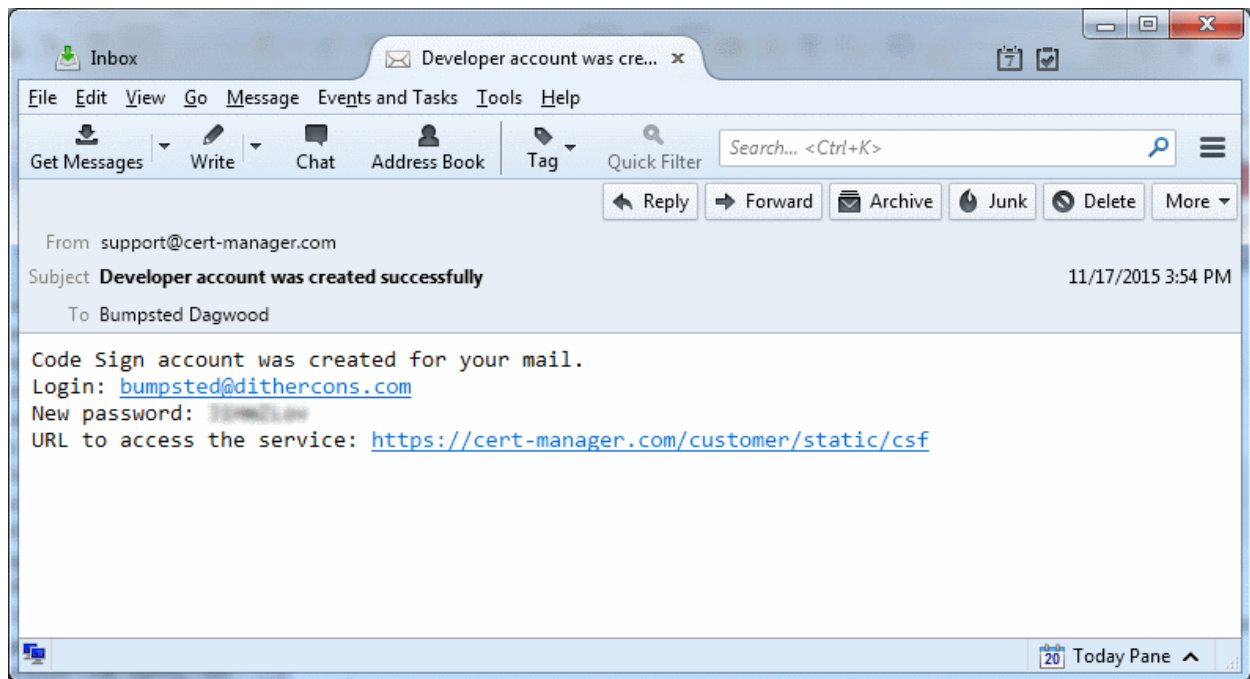 Inbox
Developer account was cre...
7
File Edit View Go Message Events and Tasks Tools Help
Get Messages Write Chat Address Book Tag Quick Filter Search... <Ctrl+K>
Reply Forward Archive Junk Delete More
From support@cert-manager.com
Subject Developer account was created successfully 11/17/2015 3:54 PM
To Bumpsted Dagwood
Code Sign account was created for your mail.
Login: bumpsted@dithercons.com
New password:
URL to access the service: https://cert-manager.com/customer/static/csf
20 Today Pane